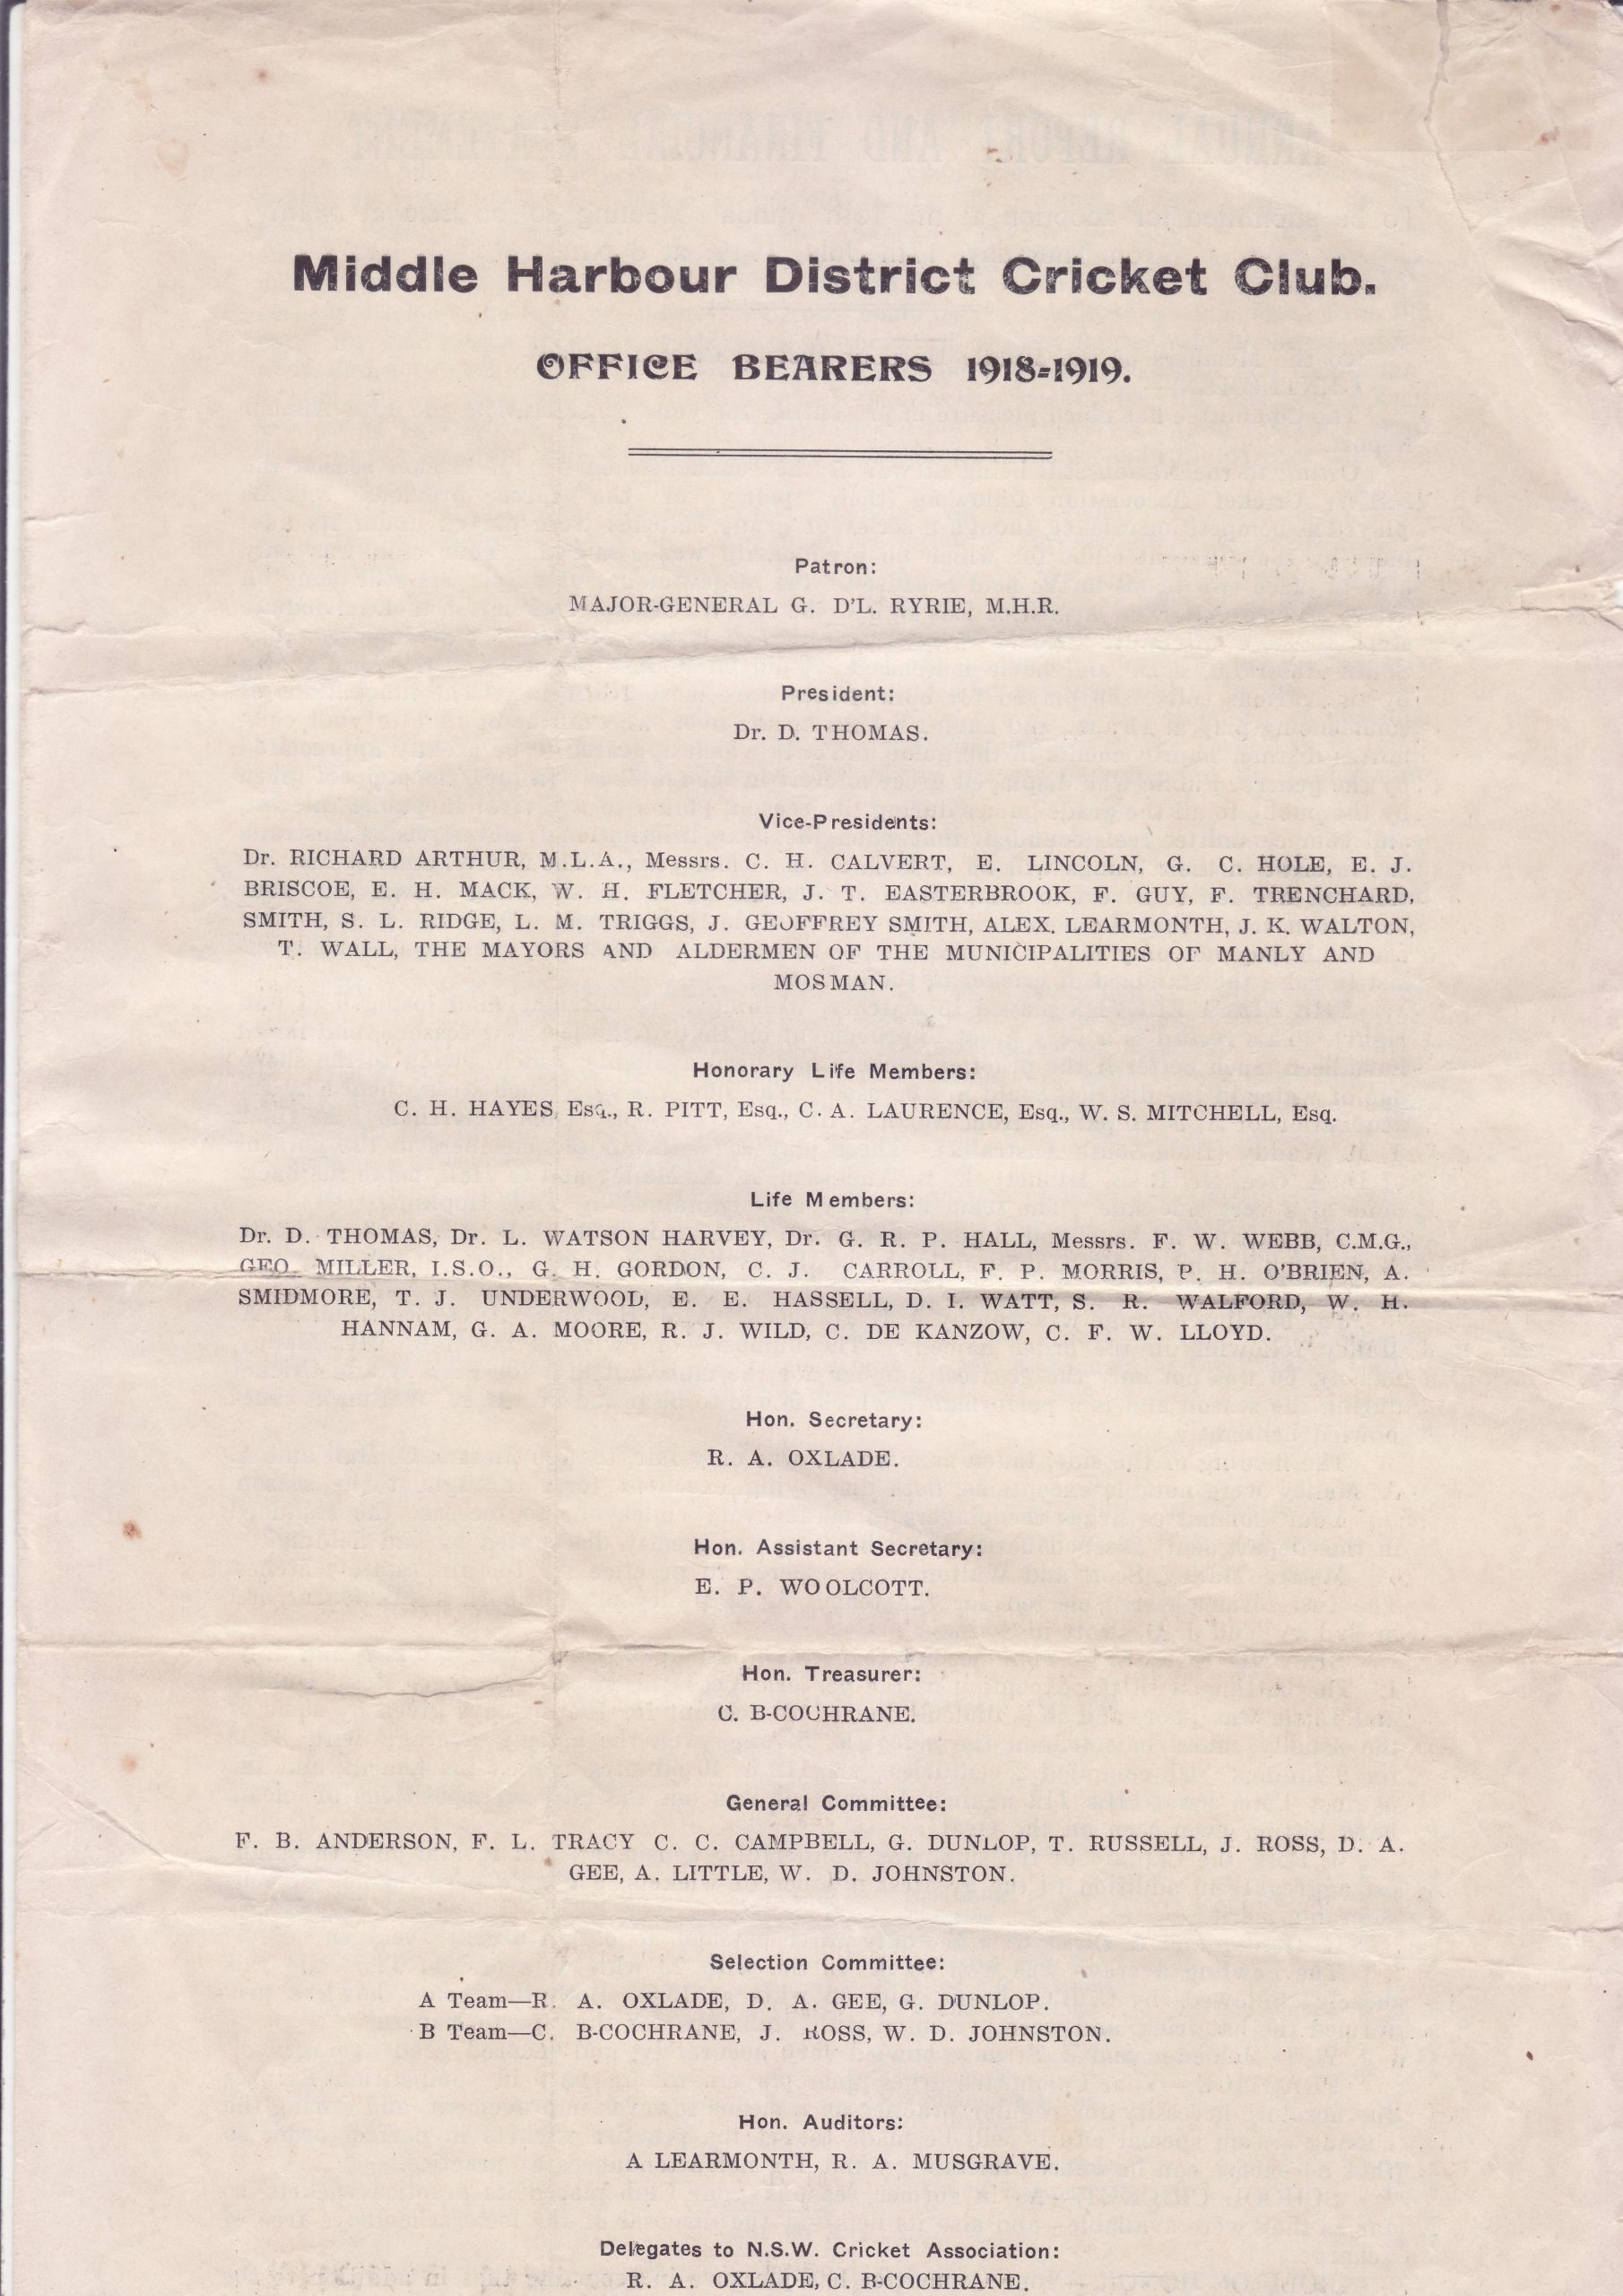 Middle Harbour District Cricket Club.
OFFICE BEARERS 1918-1919.
Patron:
MAJOR-GENERAL G. D'L. RYRIE, M.H.R.
President:
Dr. D. THOMAS.
Vice-Presidents:
Dr. RICHARD ARTHUR, M.L.A., Messrs. C. H. CALVERT, E. LINCOLN, G. C. HOLE, E. J.
BRISCOE, E. H. MACK, W. H. FLETCHER, J. T. EASTERBROOK, F. GUY, F. TRENCHARD,
SMITH, S. L. RIDGE, L. M. TRIGGS, J. GEOFFREY SMITH, ALEX. LEARMONTH, J. K. WALTON,
T. WALL, THE MAYORS AND ALDERMEN OF THE MUNICIPALITIES OF MANLY AND
MOSMAN.
Honorary Life Members:
C. H. HAYES, Esq., R. PITT, Esq., C. A. LAURENCE, Esq., W. S. MITCHELL, Esq.
Life Members:
Dr. D. THOMAS, Dr. L. WATSON HARVEY, Dr. G. R. P. HALL, Messrs. F. W. WEBB, C.M.G.,
GEO. MILLER, I.S.O., G. H. GORDON, C. J. CARROLL, F. P. MORRIS, P. H. O'BRIEN, A.
SMIDMORE, T. J. UNDERWOOD, E. E. HASSELL, D. I. WATT, S. R. WALFORD, W. H.
HANNAM, G. A. MOORE, R. J. WILD, C. DE KANZOW, C. F. W. LLOYD.
Hon. Secretary:
R. A. OXLADE.
Hon. Assistant Secretary:
E. P. WOOLCOTT.
Hon. Treasurer:
C. B-COCHRANE.
General Committee:
F. B. ANDERSON, F. L. TRACY C. C. CAMPBELL, G. DUNLOP, T. RUSSELL, J. ROSS, D. A.
GEE, A. LITTLE, W. D. JOHNSTON.
Selection Committee:
A Team—R. A. OXLADE, D. A. GEE, G. DUNLOP.
B Team—C. B-COCHRANE, J. ROSS, W. D. JOHNSTON.
Hon. Auditors:
A LEARMONTH, R. A. MUSGRAVE.
Delegates to N.S.W. Cricket Association:
R. A. OXLADE, C. B-COCHRANE.